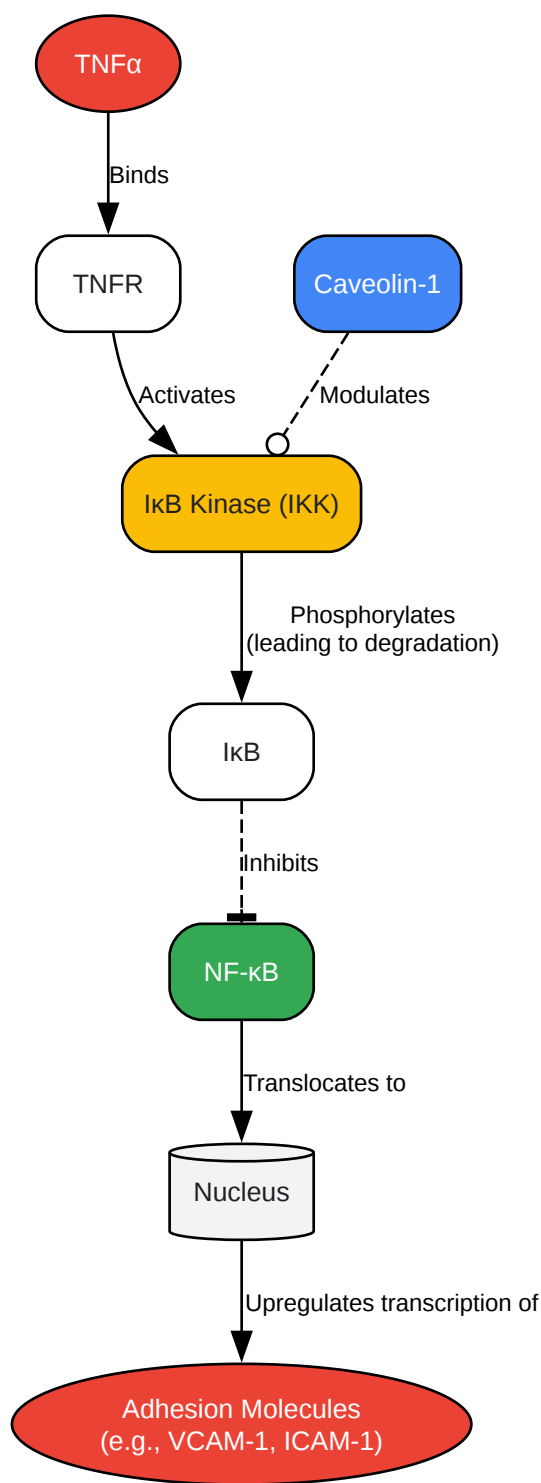 TNFα
Binds
TNFR
Caveolin-1
Activates
Modulates
IκB Kinase (IKK)
Phosphorylates
(leading to degradation)
IκB
Inhibits
NF-κB
Translocates to
Nucleus
Upregulates transcription of
Adhesion Molecules
(e.g., VCAM-1, ICAM-1)